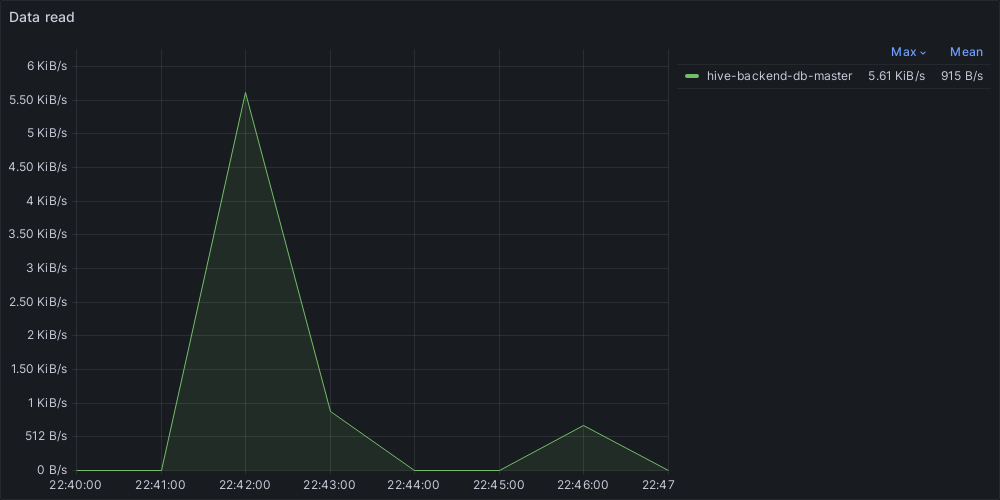 Data read
Max Mean
hive-backend-db-master 5.61 KiB/s 915 B/s
6 KiB/s
5.50 KiB/s
5 KiB/s
4.50 KiB/s
4 KiB/s
3.50 KiB/s
3 KiB/s
2.50 KiB/s
2 KiB/s
1.50 KiB/s
1 KiB/s
512 B/s
0 B/s
22:40:00 22:41:00 22:42:00 22:43:00 22:44:00 22:45:00 22:46:00 22:47